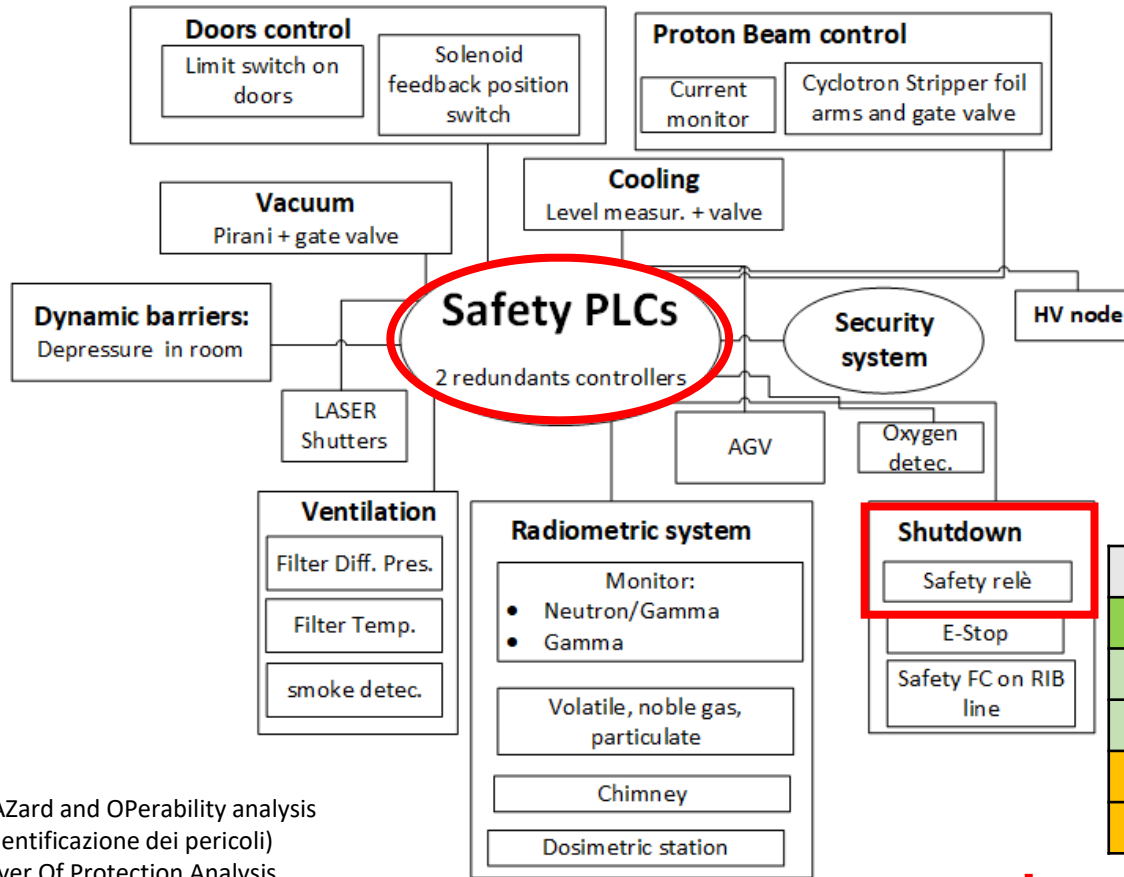 Doors control
Limit switch on
doors
Solenoid
feedback position
switch
Proton Beam control
Current
monitor
Cyclotron Stripper foil
arms and gate valve
Vacuum
Pirani + gate valve
Cooling
Level measur. + valve
Dynamic barriers:
Depressure in room
Safety PLCs
2 redundants controllers
Security
system
HV node
LASER
Shutters
AGV
Oxygen
detec.
Ventilation
Filter Diff. Pres.
Filter Temp.
smoke detec.
Radiometric system
Monitor:
• Neutron/Gamma
• Gamma
Volatile, noble gas,
particulate
Chimney
Dosimetric station
Shutdown
Safety relè
E-Stop
Safety FC on RIB
line
AZard and OPerability analysis
entificazione dei pericoli)
yer Of Protection Analysis